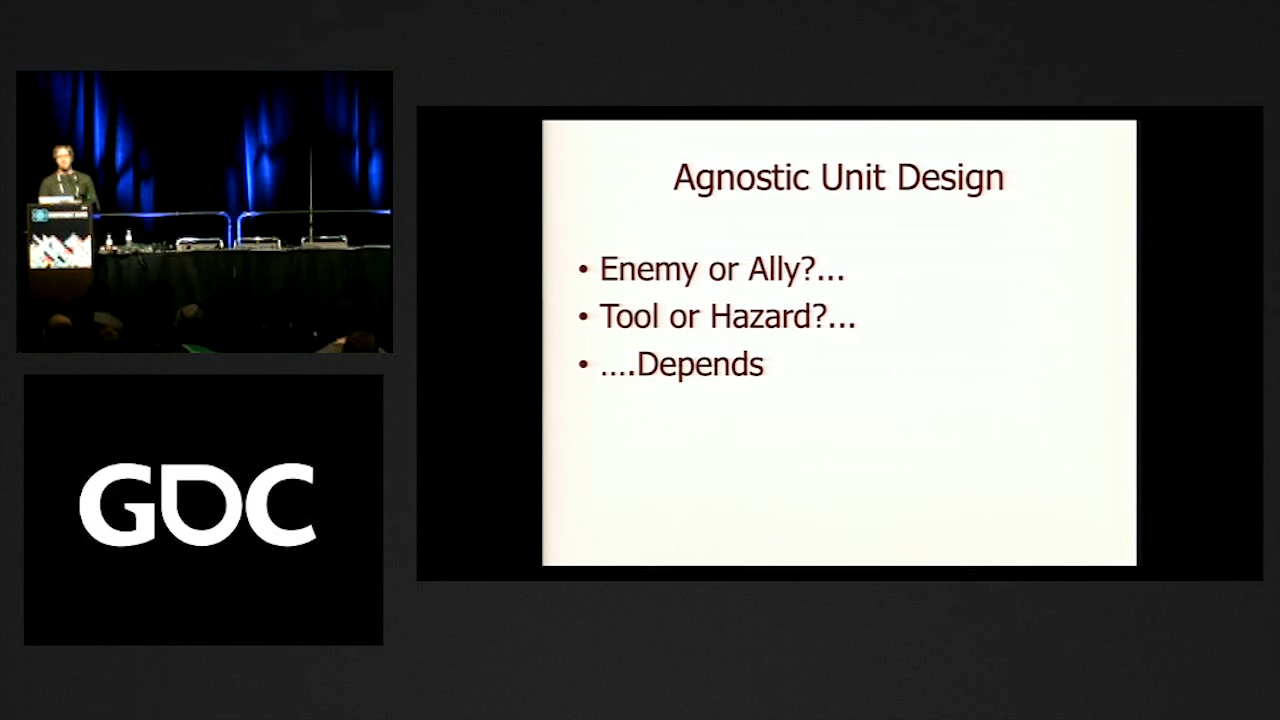 Agnostic Unit Design
• Enemy or Ally?...
• Tool or Hazard?...
• ....Depends
GDC